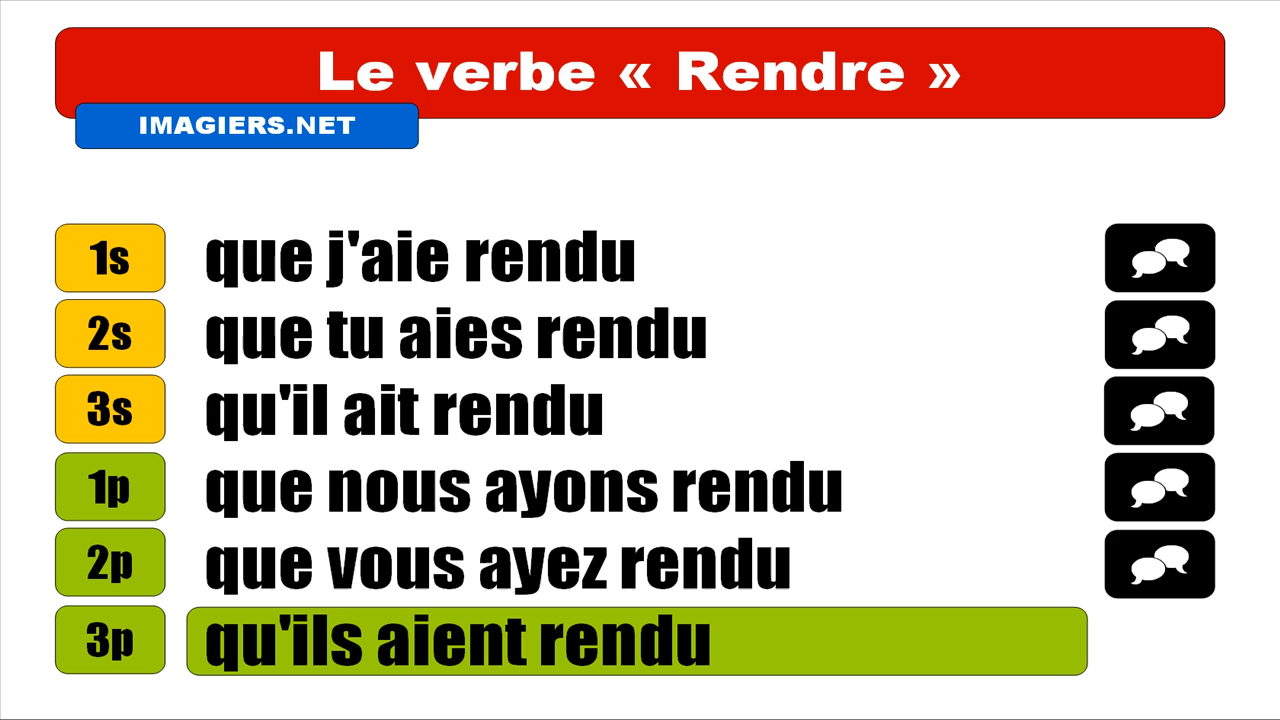 Le verbe « Rendre »
IMAGIERS.NET
1s que j'aie rendu
2s que tu aies rendu
3s qu'il ait rendu
1p que nous ayons rendu
2p que vous ayez rendu
3p qu'ils aient rendu